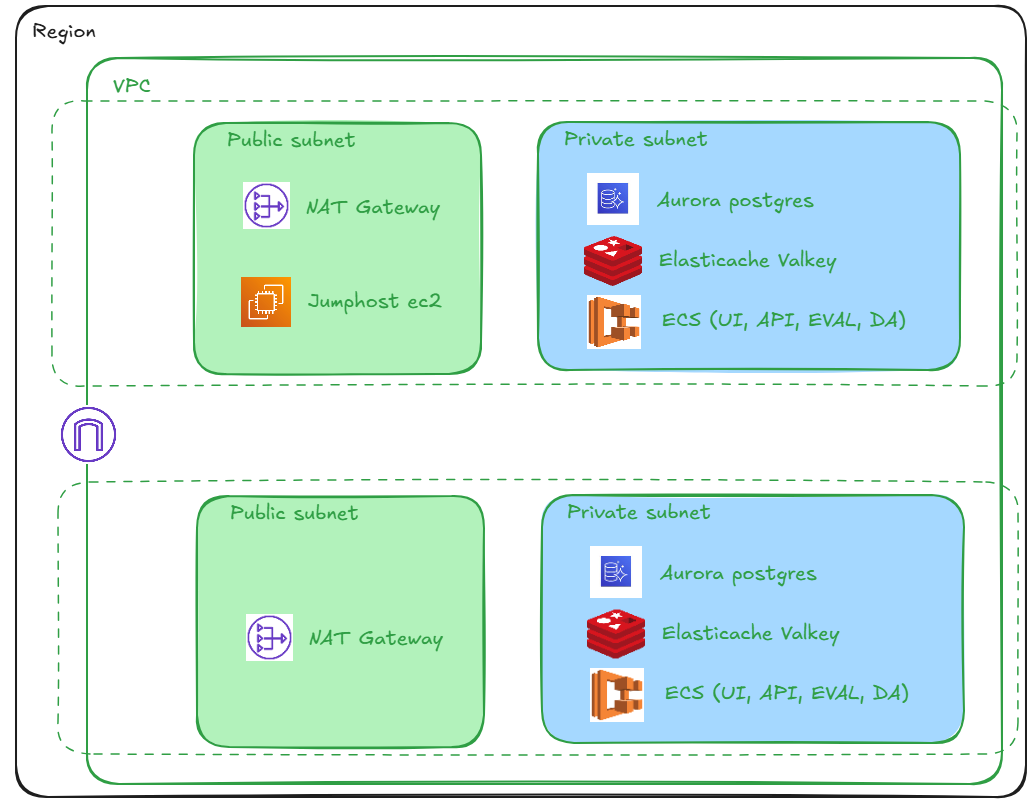 Region
VPC
Public subnet
NAT Gateway
Jumphost ec2
Private subnet
Aurora postgres
Elasticache Valkey
ECS (UI, API, EVAL, DA)
Public subnet
NAT Gateway
Private subnet
Aurora postgres
Elasticache Valkey
ECS (UI, API, EVAL, DA)